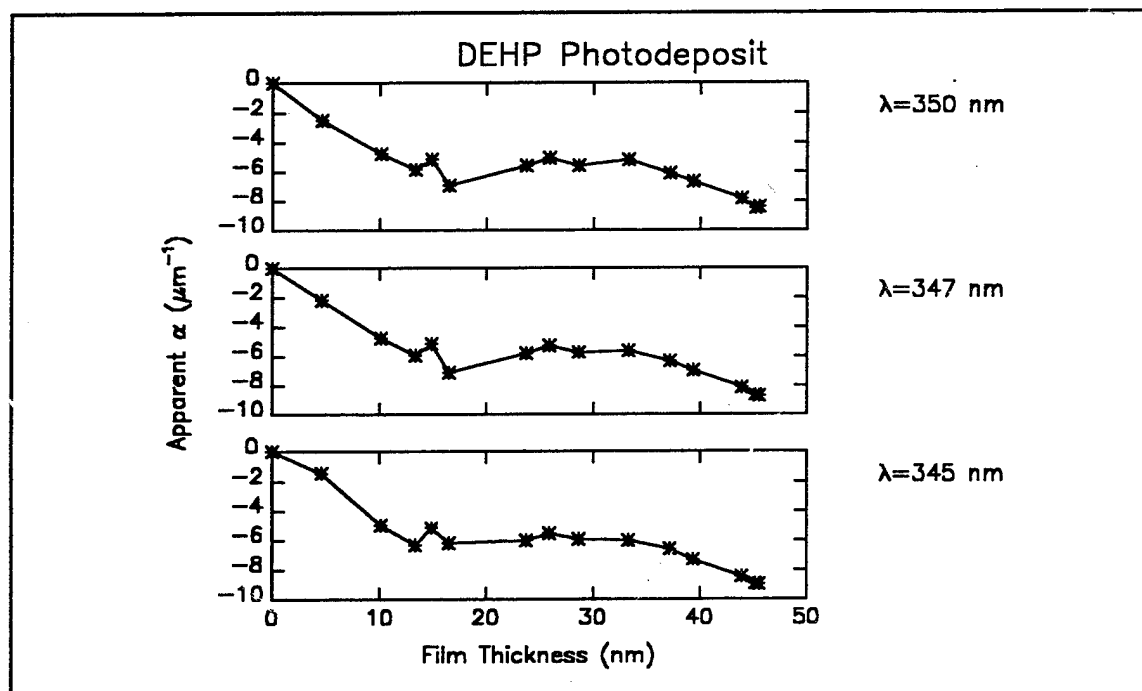 DEHP Photodeposit
0
−2
−4
−6
−8
−10
λ=350 nm
0
−2
−4
−6
−8
−10
λ=347 nm
0
−2
−4
−6
−8
−10
λ=345 nm
Apparent α (μm⁻¹)
0 10 20 30 40 50
Film Thickness (nm)